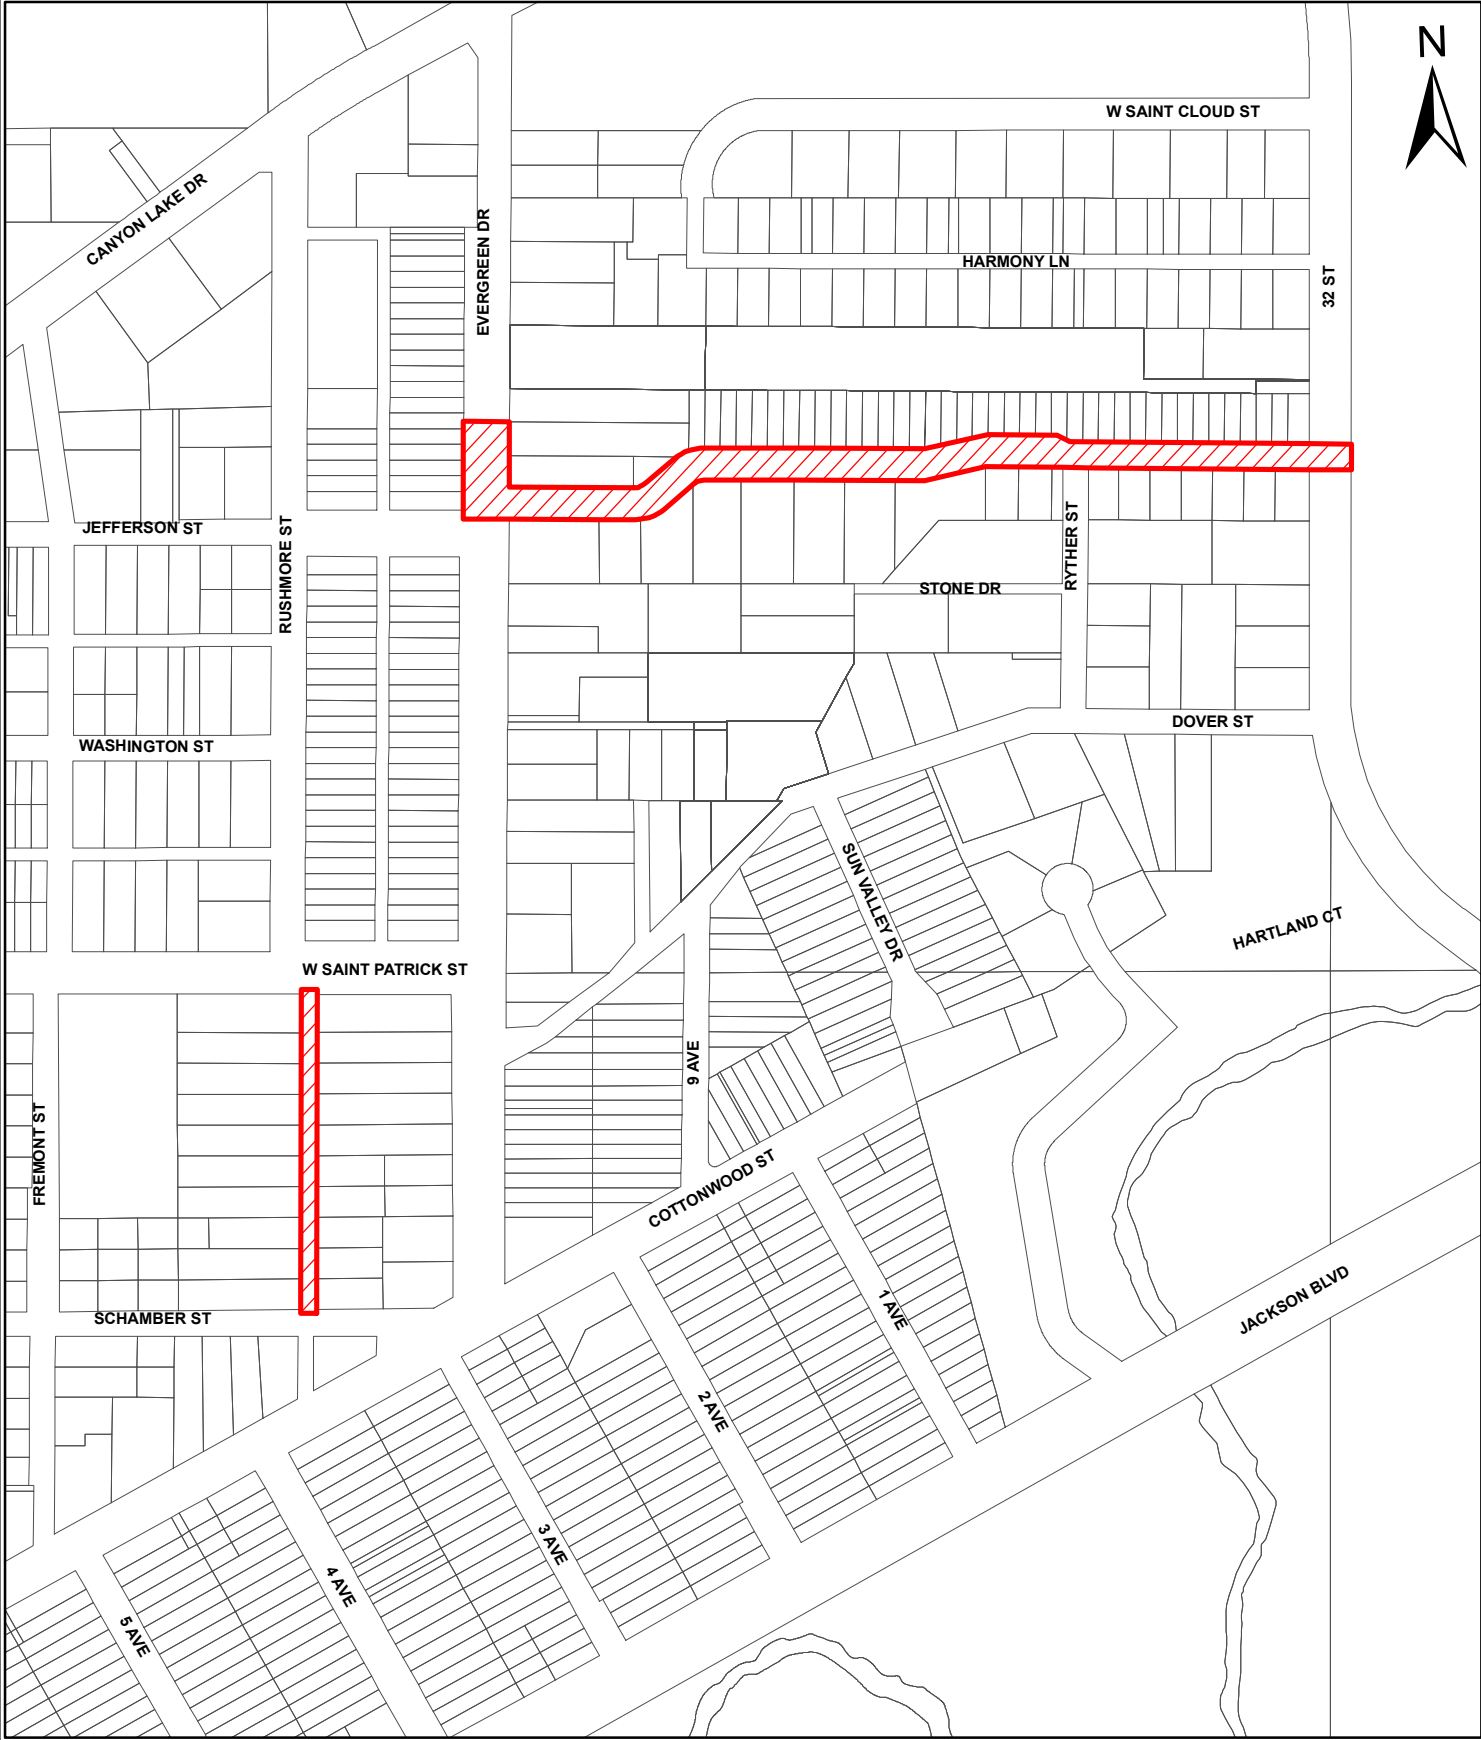 N
W SAINT CLOUD ST
CANYON LAKE DR
HARMONY LN
EVERGREEN DR
32 ST
JEFFERSON ST
RUSHMORE ST
RYTHER ST
STONE DR
DOVER ST
WASHINGTON ST
SUN VALLEY DR
HARTLAND CT
W SAINT PATRICK ST
9 AVE
FREMONT ST
COTTONWOOD ST
SCHAMBER ST
1 AVE
JACKSON BLVD
2 AVE
3 AVE
4 AVE
5 AVE